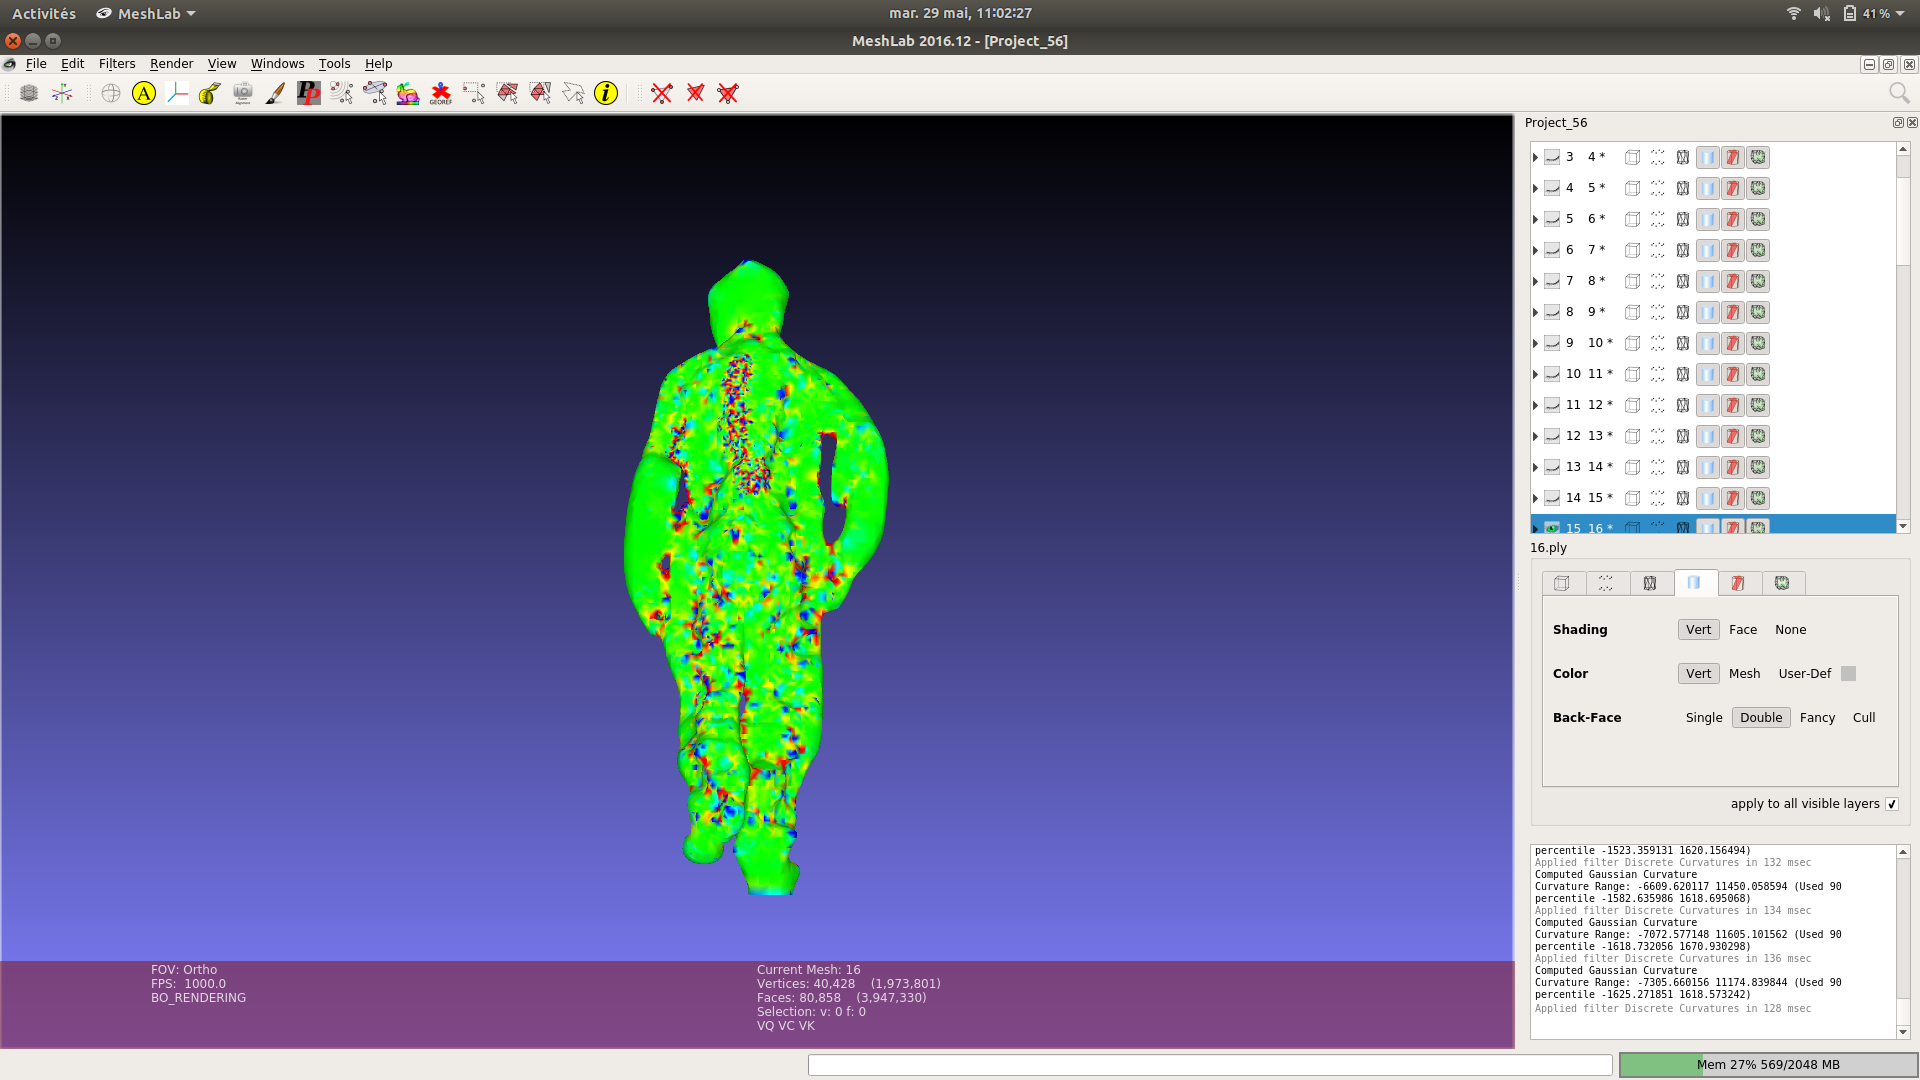 Activités MeshLab mar. 29 mai, 11:02:27 41 %
MeshLab 2016.12 - [Project_56]
File Edit Filters Render View Windows Tools Help
A PP GEOREF i
Project_56
3 4 *
4 5 *
5 6 *
6 7 *
7 8 *
8 9 *
9 10 *
10 11 *
11 12 *
12 13 *
13 14 *
14 15 *
15 16 *
16.ply
Shading Vert Face None
Color Vert Mesh User-Def
Back-Face Single Double Fancy Cull
apply to all visible layers
percentile -1523.359131 1620.156494)
Applied filter Discrete Curvatures in 132 msec
Computed Gaussian Curvature
Curvature Range: -6609.620117 11450.058594 (Used 90
percentile -1582.635986 1618.695068)
Applied filter Discrete Curvatures in 134 msec
Computed Gaussian Curvature
Curvature Range: -7072.577148 11605.101562 (Used 90
percentile -1618.732056 1670.930298)
Applied filter Discrete Curvatures in 136 msec
Computed Gaussian Curvature
Curvature Range: -7305.660156 11174.839844 (Used 90
percentile -1625.271851 1618.573242)
Applied filter Discrete Curvatures in 128 msec
FOV: Ortho
FPS: 1000.0
BO_RENDERING
Current Mesh: 16
Vertices: 40,428 (1,973,801)
Faces: 80,858 (3,947,330)
Selection: v: 0 f: 0
VQ VC VK
Mem 27% 569/2048 MB